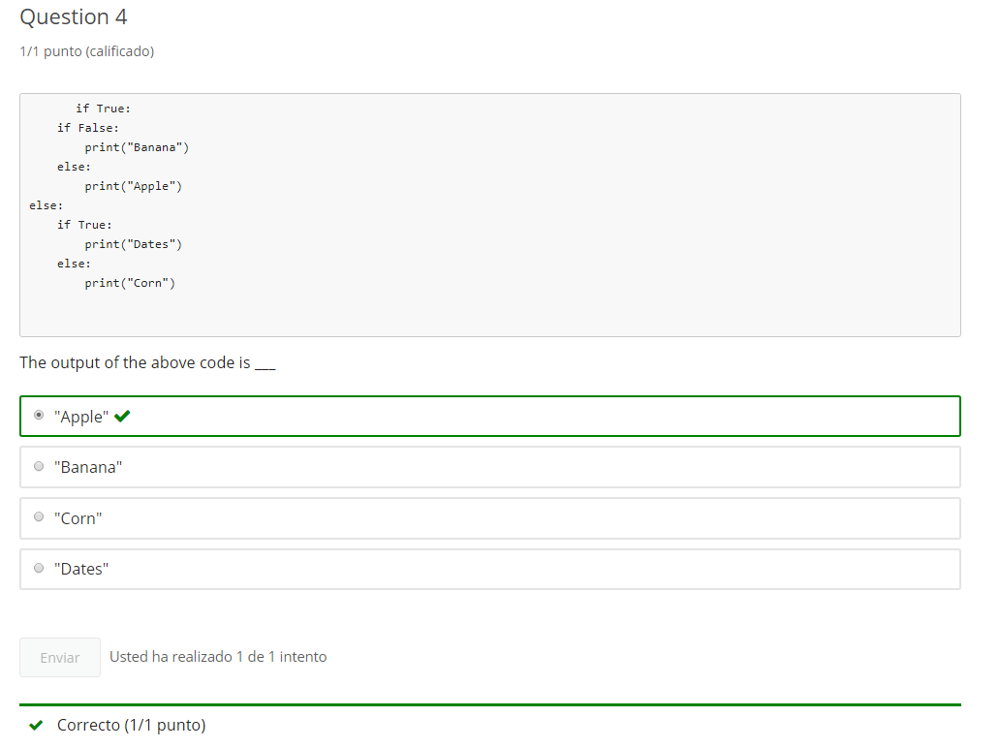 Question 4
1/1 punto (calificado)
if True:
if False:
print("Banana")
else:
print("Apple")
else:
if True:
print("Dates")
else:
print("Corn")
The output of the above code is ___
"Apple"
"Banana"
"Corn"
"Dates"
Enviar Usted ha realizado 1 de 1 intento
Correcto (1/1 punto)